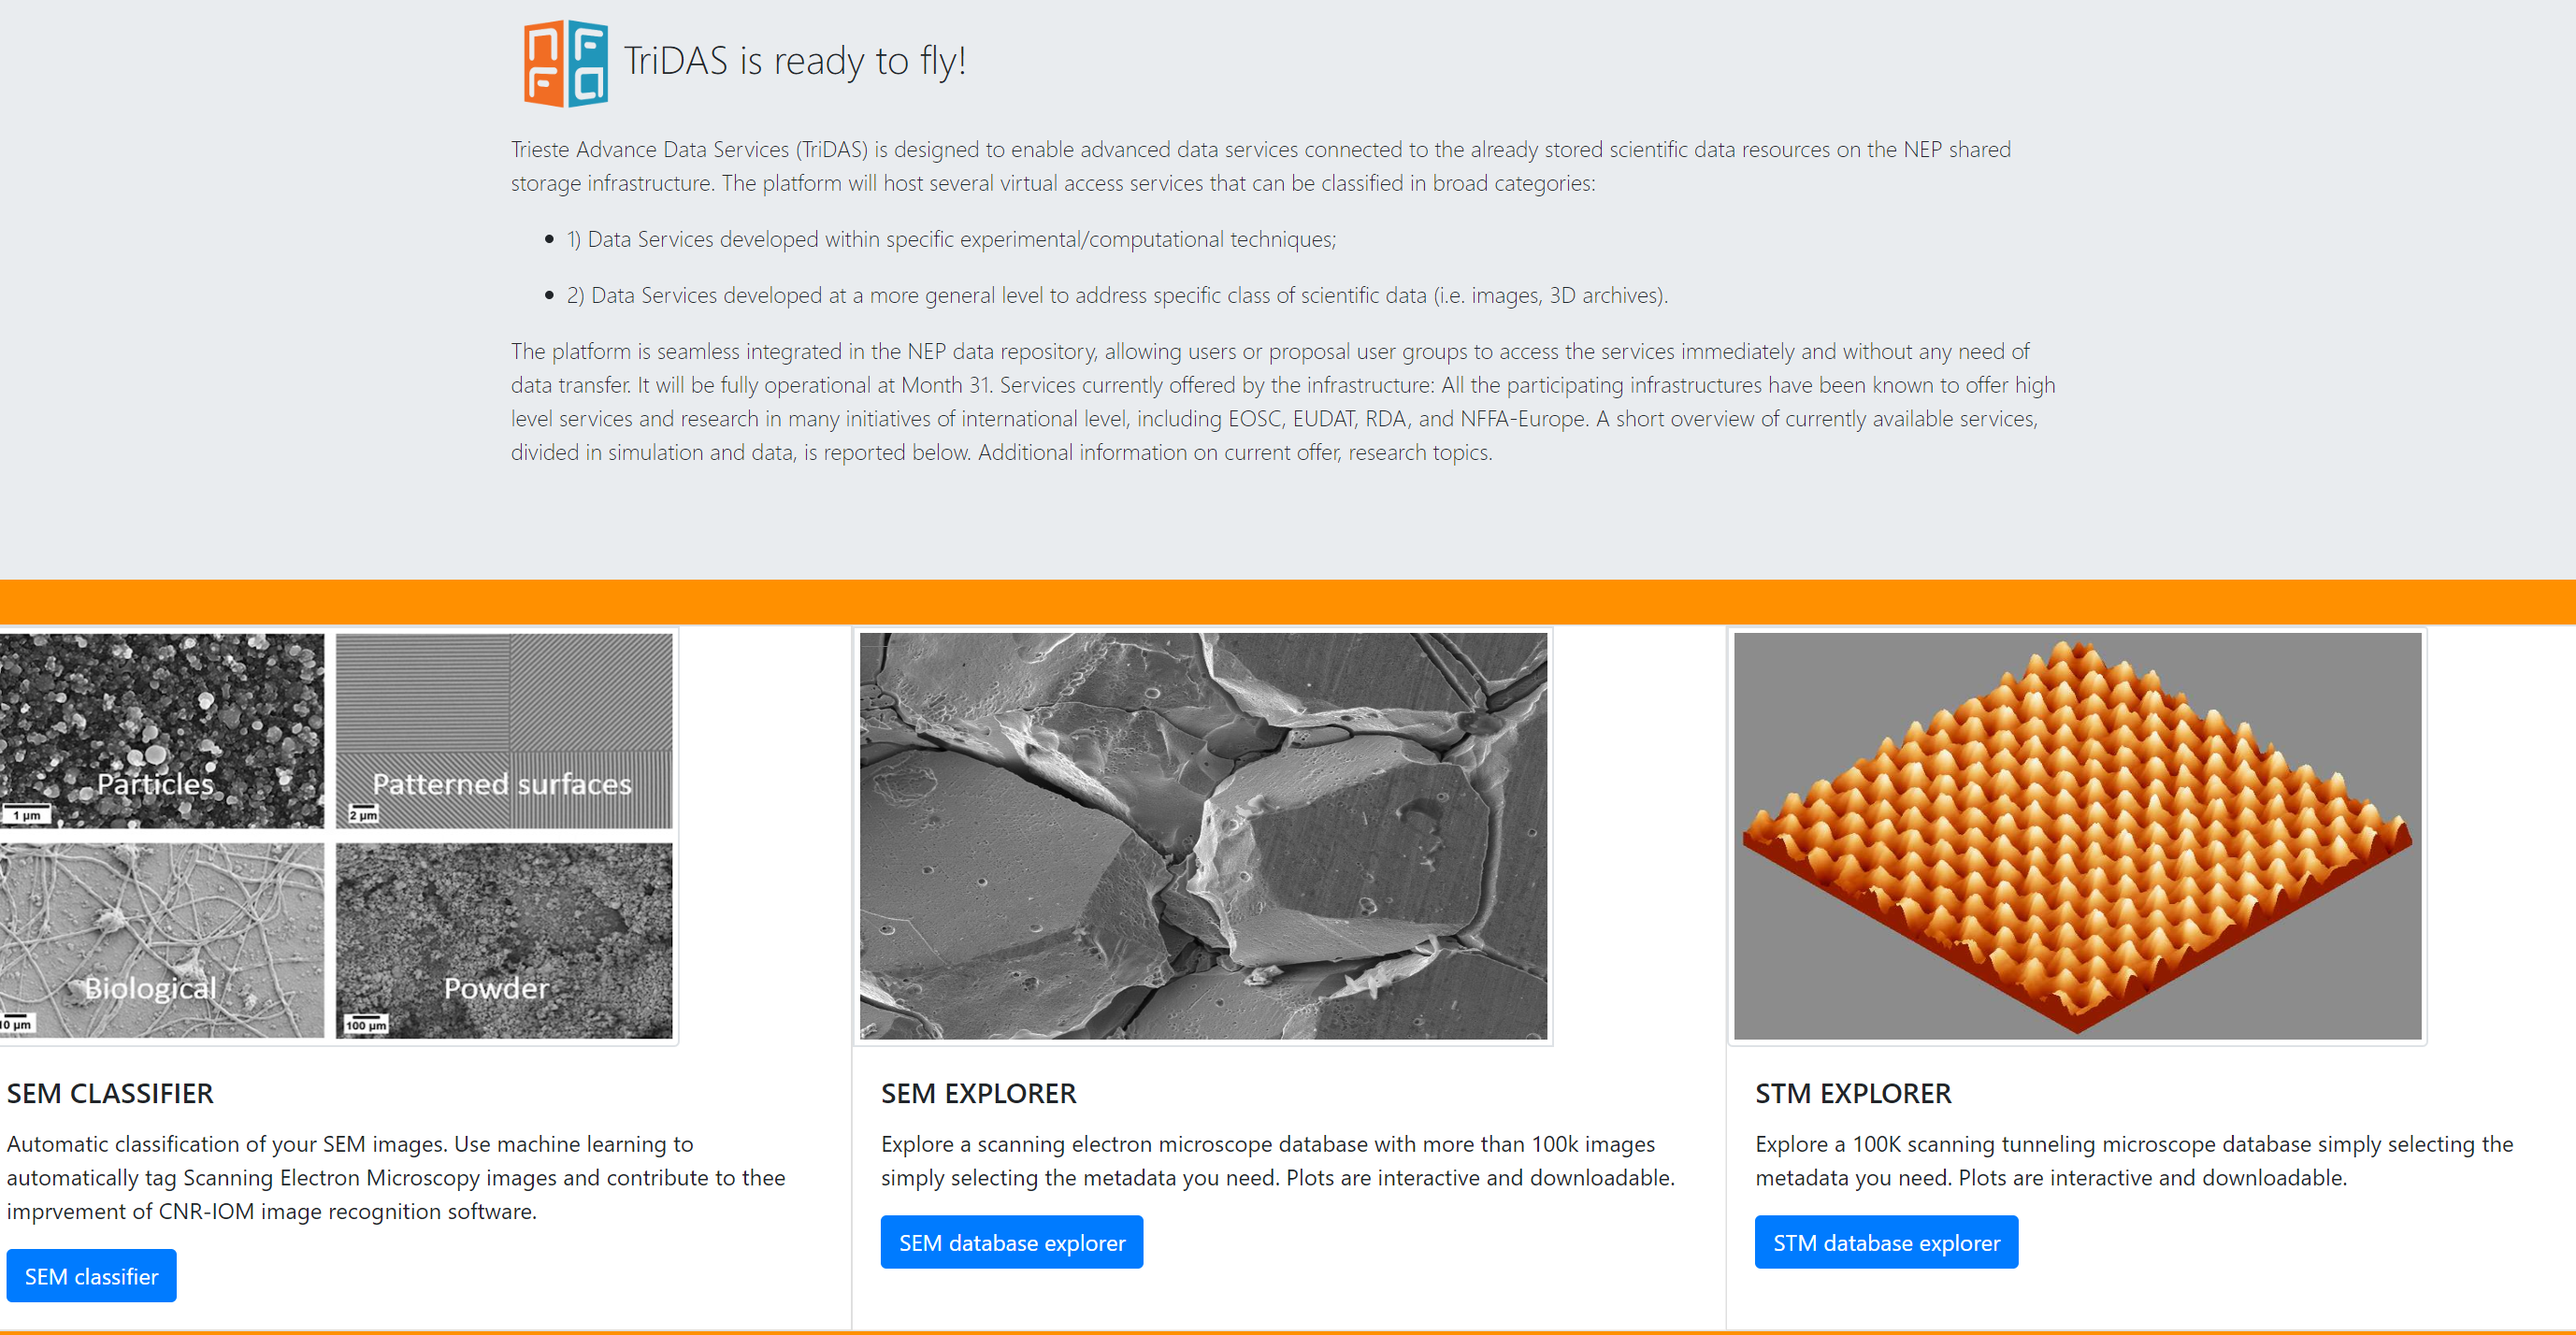 nF
Fa
TriDAS is ready to fly!
Trieste Advance Data Services (TriDAS) is designed to enable advanced data services connected to the already stored scientific data resources on the NEP shared
storage infrastructure. The platform will host several virtual access services that can be classified in broad categories:
• 1) Data Services developed within specific experimental/computational techniques;
• 2) Data Services developed at a more general level to address specific class of scientific data (i.e. images, 3D archives).
The platform is seamless integrated in the NEP data repository, allowing users or proposal user groups to access the services immediately and without any need of
data transfer. It will be fully operational at Month 31. Services currently offered by the infrastructure: All the participating infrastructures have been known to offer high
level services and research in many initiatives of international level, including EOSC, EUDAT, RDA, and NFFA-Europe. A short overview of currently available services,
divided in simulation and data, is reported below. Additional information on current offer, research topics.
Particles
1 µm
Patterned surfaces
2 µm
Biological
10 µm
Powder
100 µm
SEM CLASSIFIER
Automatic classification of your SEM images. Use machine learning to
automatically tag Scanning Electron Microscopy images and contribute to thee
imprvement of CNR-IOM image recognition software.
SEM classifier
SEM EXPLORER
Explore a scanning electron microscope database with more than 100k images
simply selecting the metadata you need. Plots are interactive and downloadable.
SEM database explorer
STM EXPLORER
Explore a 100K scanning tunneling microscope database simply selecting the
metadata you need. Plots are interactive and downloadable.
STM database explorer